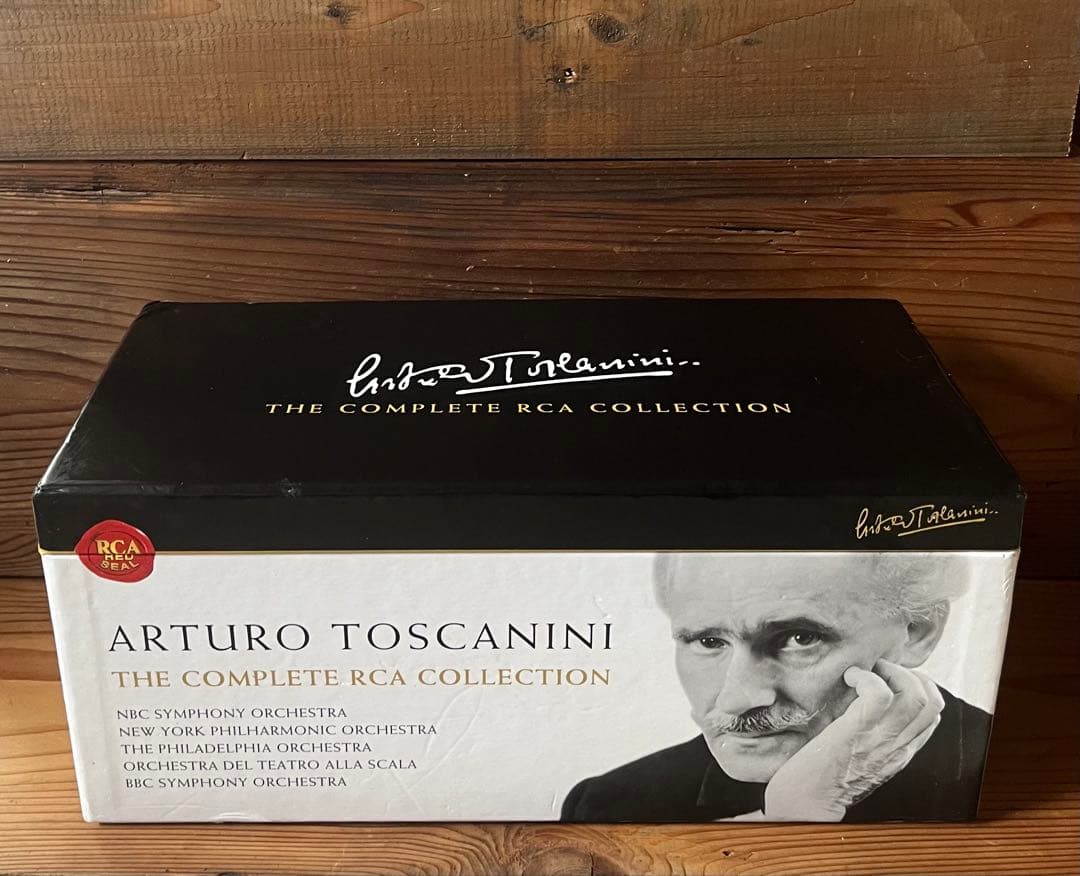 Arturo Toscanini..
THE COMPLETE RCA COLLECTION
Arturo Toscanini..
RCA
RED
SEAL
ARTURO TOSCANINI
THE COMPLETE RCA COLLECTION
NBC SYMPHONY ORCHESTRA
NEW YORK PHILHARMONIC ORCHESTRA
THE PHILADELPHIA ORCHESTRA
ORCHESTRA DEL TEATRO ALLA SCALA
BBC SYMPHONY ORCHESTRA